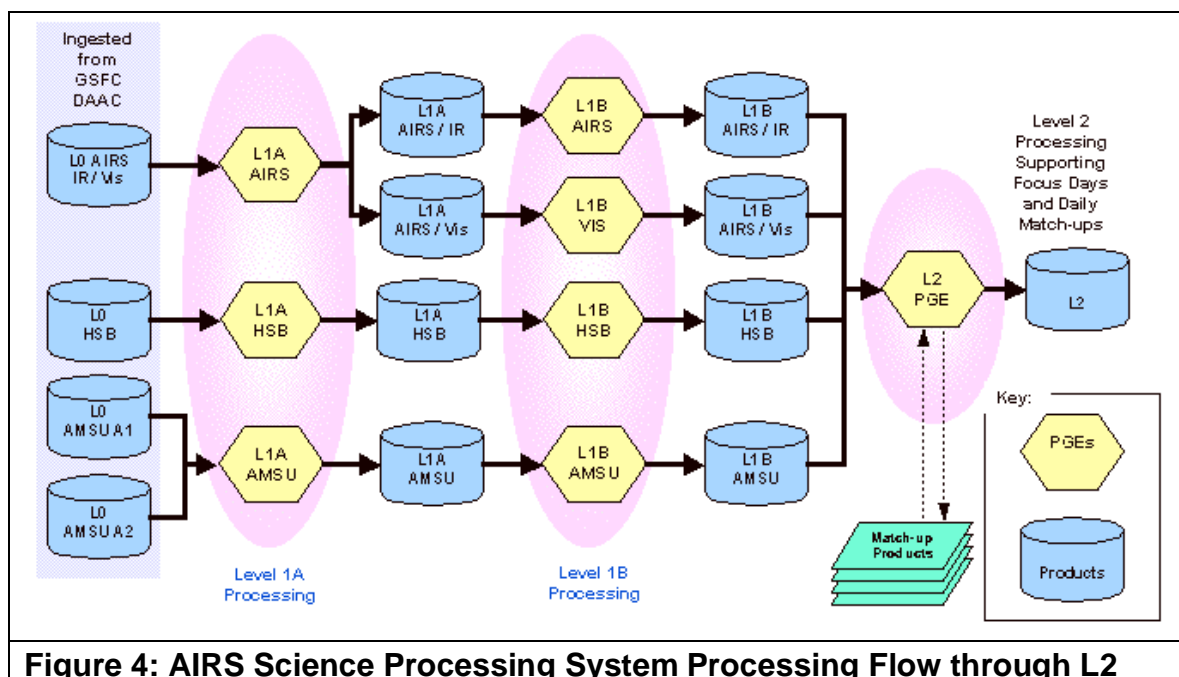 Ingested
from
GSFC
DAAC
L0 AIRS
IR / Vis
L0
HSB
L0
AMSU A1
L0
AMSU A2
L1A
AIRS
L1A
HSB
L1A
AMSU
Level 1A
Processing
L1A
AIRS / IR
L1A
AIRS / Vis
L1A
HSB
L1A
AMSU
L1B
AIRS
L1B
VIS
L1B
HSB
L1B
AMSU
Level 1B
Processing
L1B
AIRS / IR
L1B
AIRS / Vis
L1B
HSB
L1B
AMSU
L2
PGE
Match-up
Products
Level 2
Processing
Supporting
Focus Days
and Daily
Match-ups
L2
Key:
PGEs
Products
Figure 4: AIRS Science Processing System Processing Flow through L2